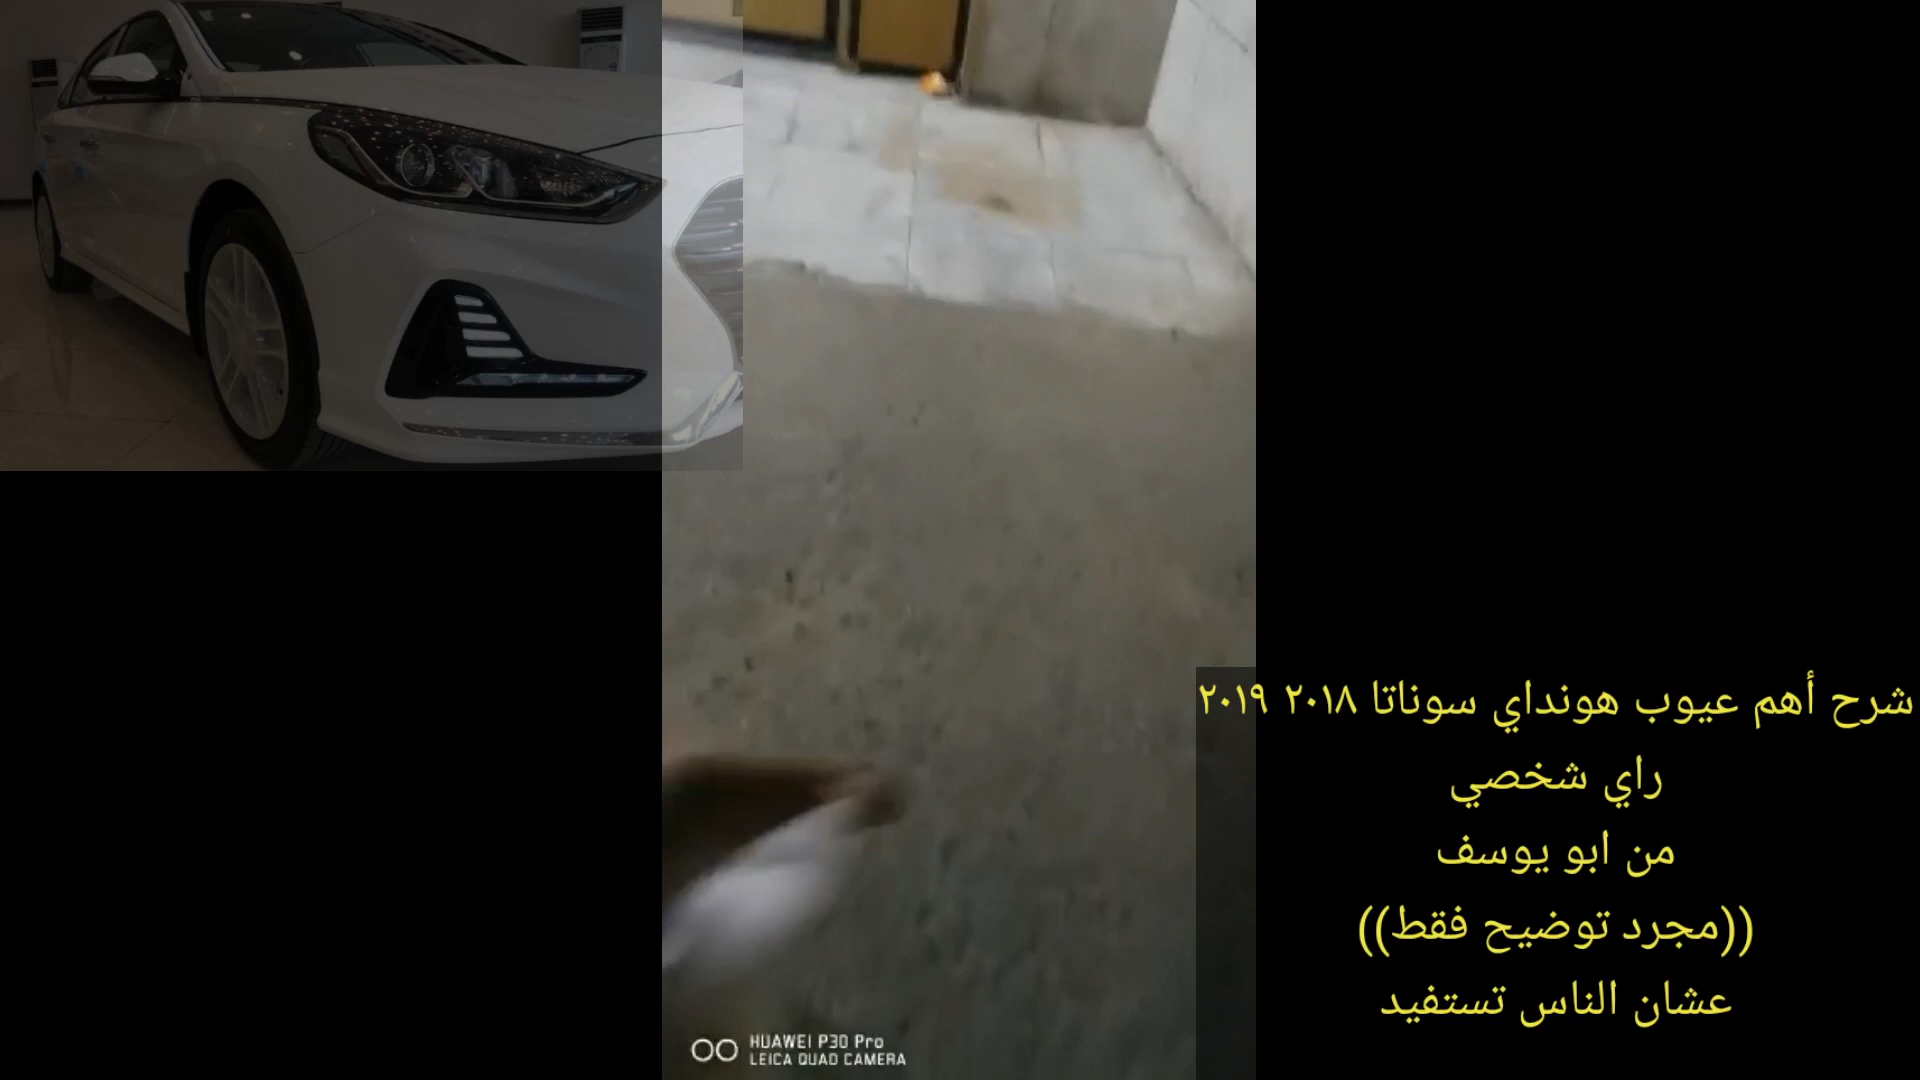 شرح أهم عيوب هونداي سوناتا ٢٠١٨ ٢٠١٩
راي شخصي
من ابو يوسف
((مجرد توضيح فقط))
عشان الناس تستفيد
HUAWEI P30 Pro
LEICA QUAD CAMERA